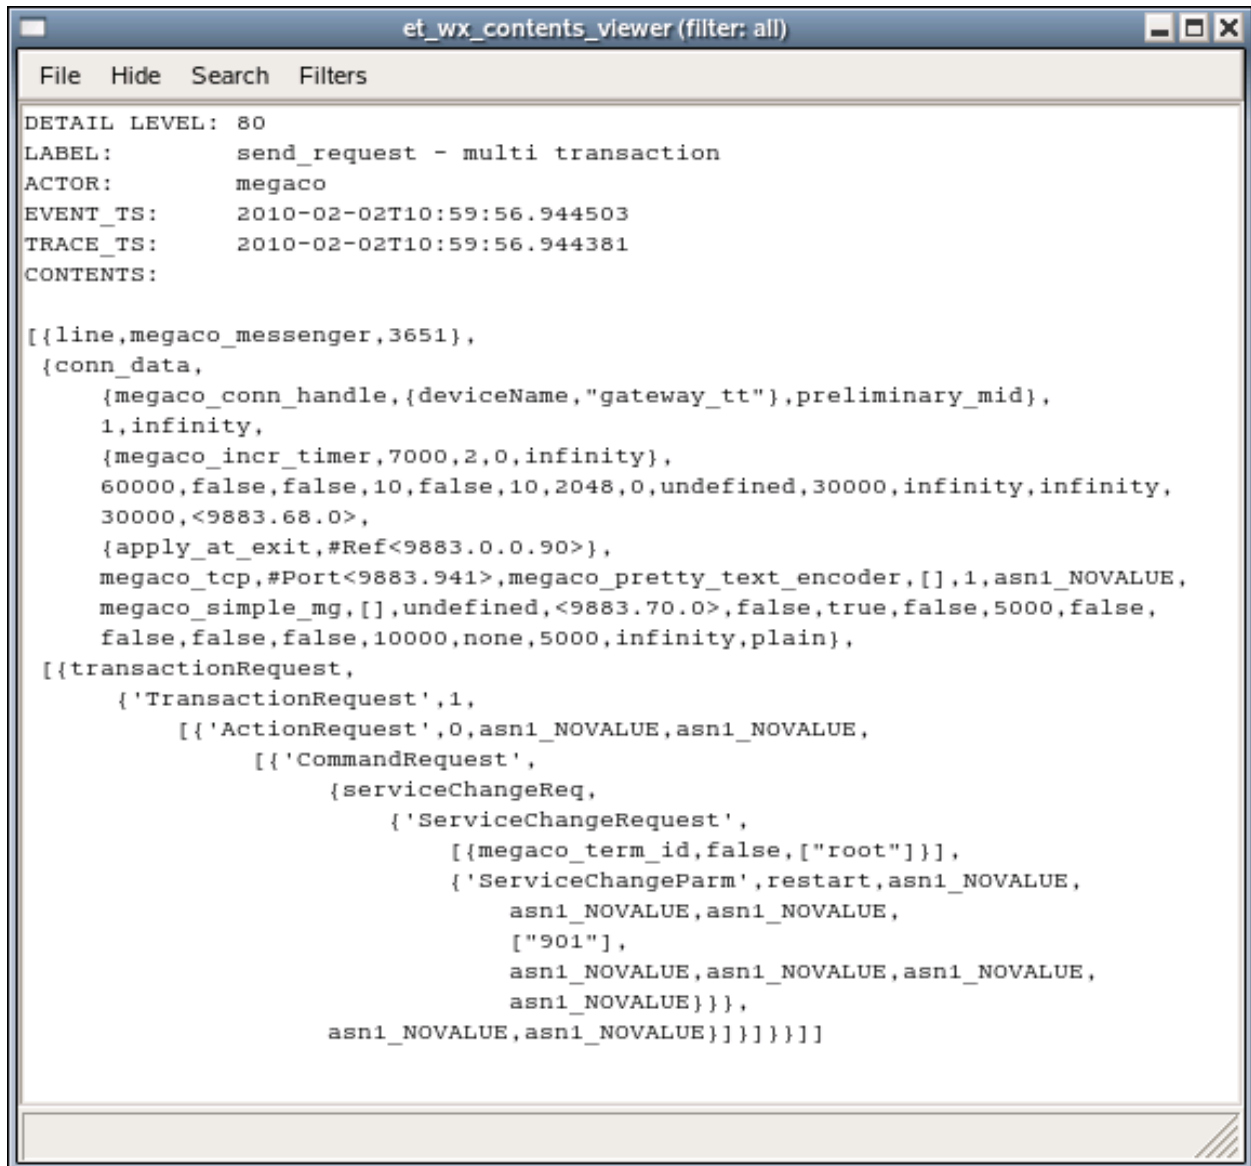 et_wx_contents_viewer (filter: all)
File Hide Search Filters
DETAIL LEVEL: 80
LABEL: send_request - multi transaction
ACTOR: megaco
EVENT_TS: 2010-02-02T10:59:56.944503
TRACE_TS: 2010-02-02T10:59:56.944381
CONTENTS:
[{line,megaco_messenger,3651},
{conn_data,
{megaco_conn_handle,{deviceName,"gateway_tt"},preliminary_mid},
1,infinity,
{megaco_incr_timer,7000,2,0,infinity},
60000,false,false,10,false,10,2048,0,undefined,30000,infinity,infinity,
30000,<9883.68.0>,
{apply_at_exit,#Ref<9883.0.0.90>},
megaco_tcp,#Port<9883.941>,megaco_pretty_text_encoder,[],1,asn1_NOVALUE,
megaco_simple_mg,[],undefined,<9883.70.0>,false,true,false,5000,false,
false,false,false,10000,none,5000,infinity,plain},
[{transactionRequest,
{'TransactionRequest',1,
[{'ActionRequest',0,asn1_NOVALUE,asn1_NOVALUE,
[{'CommandRequest',
{serviceChangeReq,
{'ServiceChangeRequest',
[{megaco_term_id,false,["root"]}],
{'ServiceChangeParm',restart,asn1_NOVALUE,
asn1_NOVALUE,asn1_NOVALUE,
["901"],
asn1_NOVALUE,asn1_NOVALUE,asn1_NOVALUE,
asn1_NOVALUE}}},
asn1_NOVALUE,asn1_NOVALUE}]}]}}]]